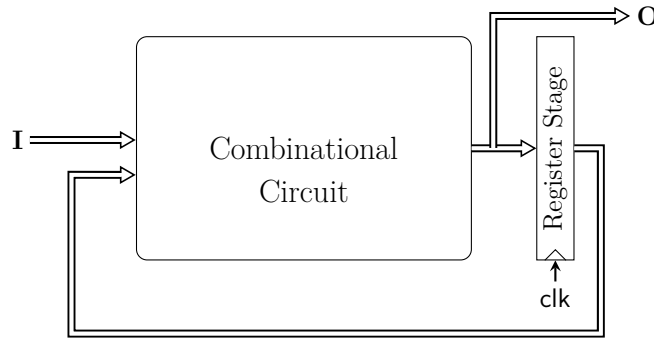 O
I
Combinational
Circuit
Register Stage
clk